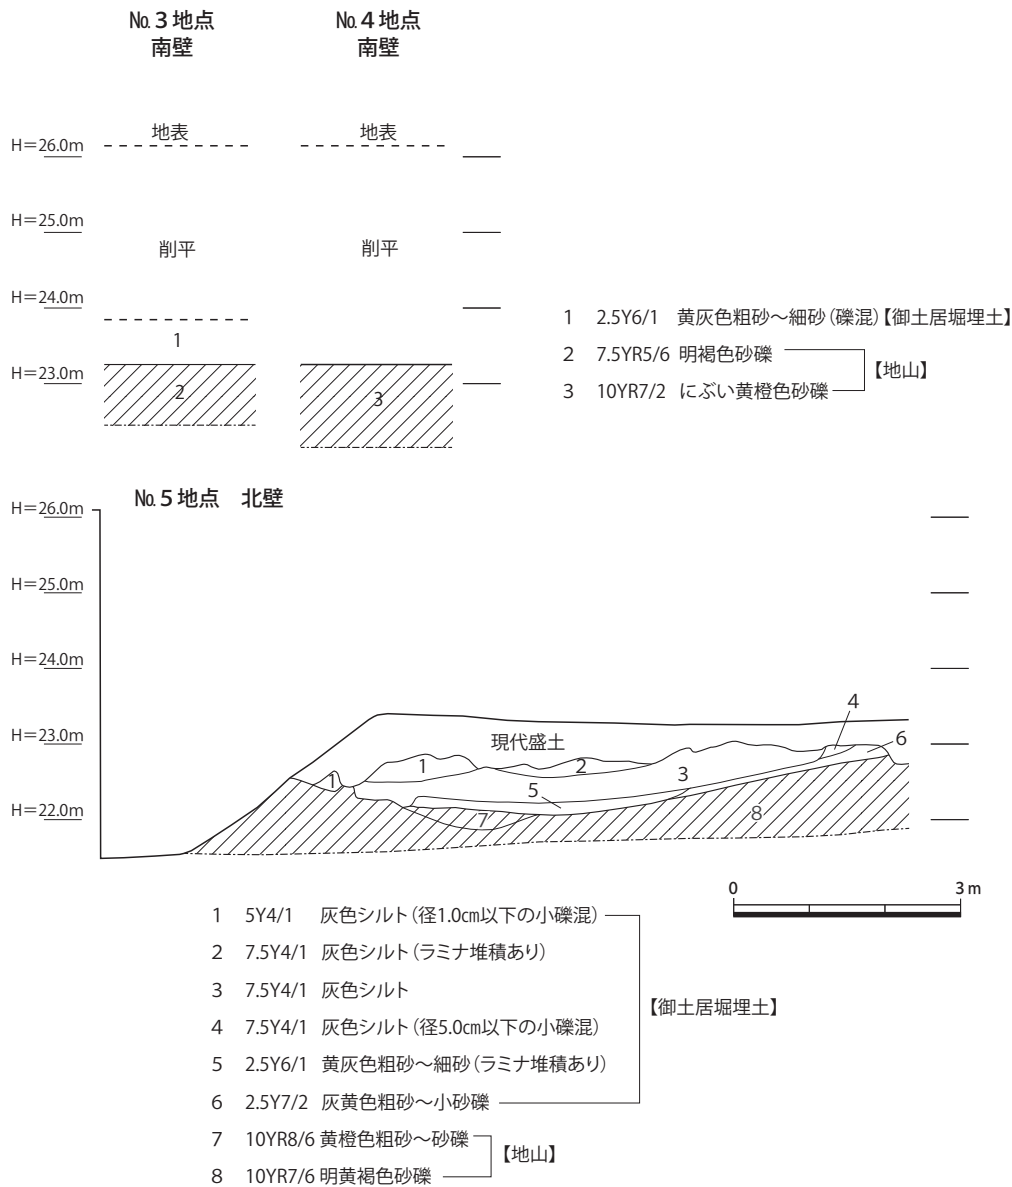 №3地点 №4地点
南壁 南壁
地表 地表
H＝26.0m
H＝25.0m
削平 削平
H＝24.0m
1
H＝23.0m
2 3
1 2.5Y6/1 黄灰色粗砂～細砂（礫混）【御土居堀埋土】
2 7.5YR5/6 明褐色砂礫
【地山】
3 10YR7/2 にぶい黄橙色砂礫
№5地点 北壁
H＝26.0m
H＝25.0m
H＝24.0m
4
H＝23.0m 現代盛土 6
1 1 2 3
5
H＝22.0m 7 8
0 3 m
1 5Y4/1 灰色シルト（径1.0㎝以下の小礫混）
2 7.5Y4/1 灰色シルト（ラミナ堆積あり）
3 7.5Y4/1 灰色シルト
【御土居堀埋土】
4 7.5Y4/1 灰色シルト（径5.0㎝以下の小礫混）
5 2.5Y6/1 黄灰色粗砂～細砂（ラミナ堆積あり）
6 2.5Y7/2 灰黄色粗砂～小砂礫
7 10YR8/6 黄橙色粗砂～砂礫
【地山】
8 10YR7/6 明黄褐色砂礫